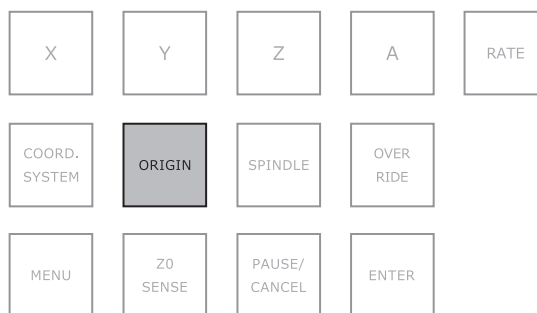 X
Y
Z
A
RATE
COORD.
SYSTEM
ORIGIN
SPINDLE
OVER
RIDE
MENU
Z0
SENSE
PAUSE/
CANCEL
ENTER